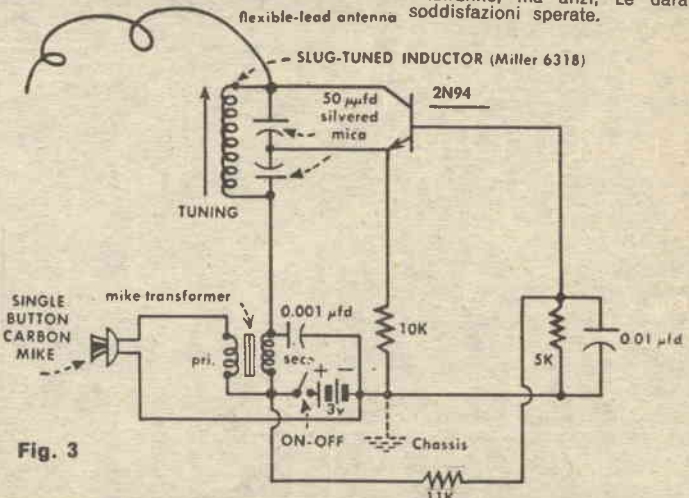 soddisfazioni sperate.
flexible-lead antenna
SLUG-TUNED INDUCTOR (Miller 6318)
50 μμfd
silvered
mica
2N94
TUNING
mike transformer
SINGLE
BUTTON
CARBON
MIKE
pri.
sec.
0.001 μfd
10K
5K
0.01 μfd
+ −
3v
ON-OFF
Chassis
11K
Fig. 3